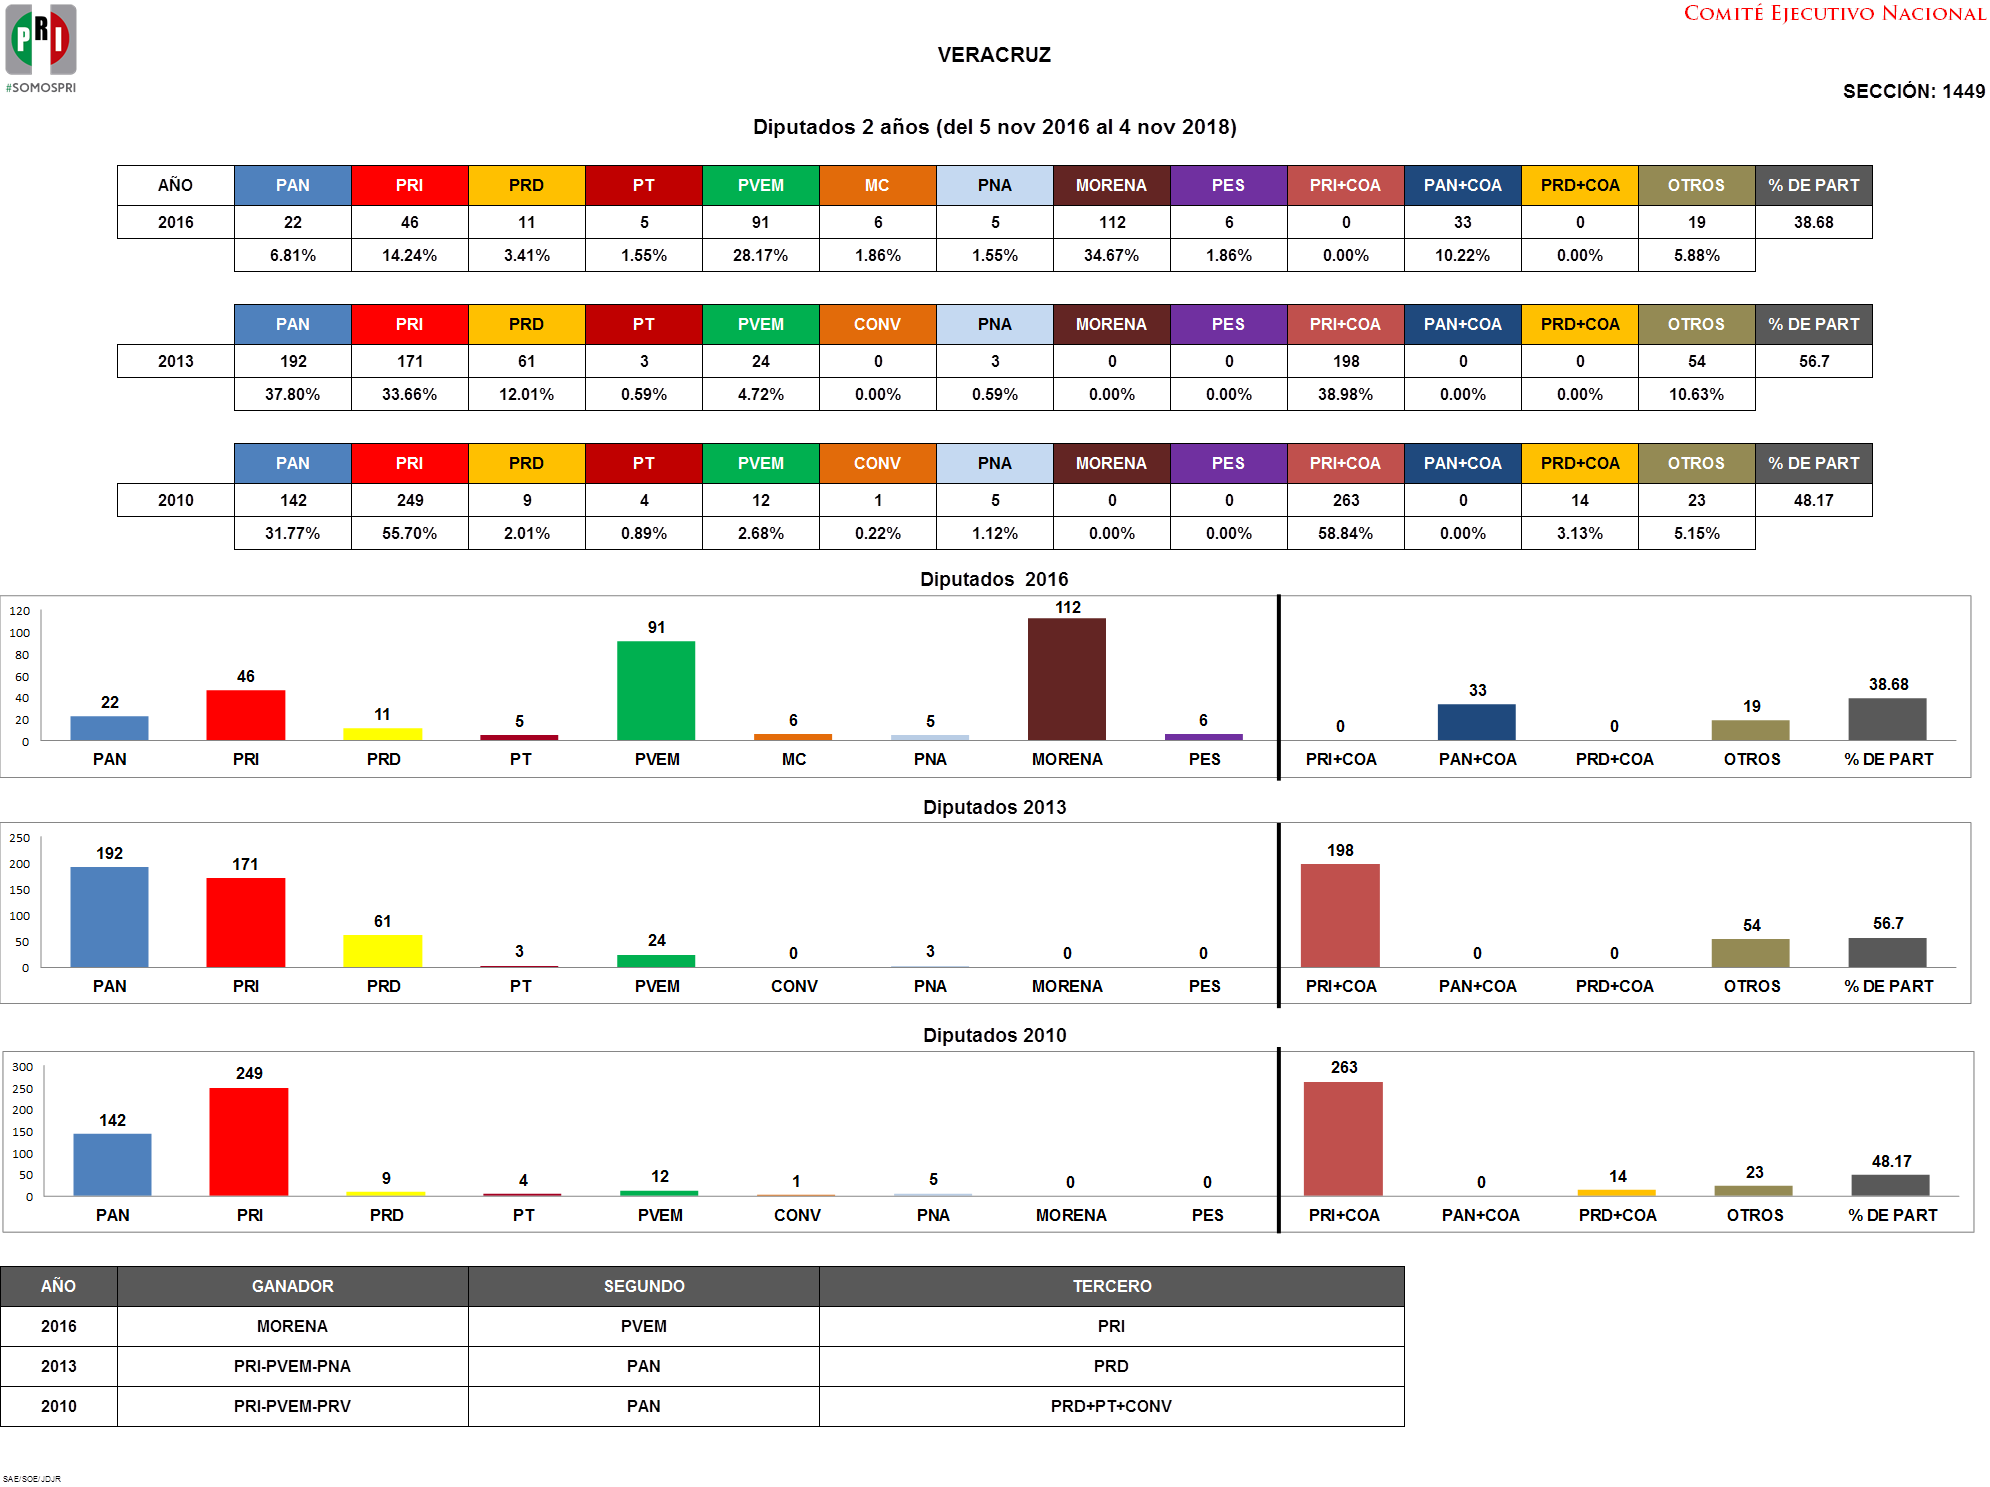 PRI
#SOMOSPRI
COMITÉ EJECUTIVO NACIONAL
VERACRUZ
SECCIÓN: 1449
Diputados 2 años (del 5 nov 2016 al 4 nov 2018)
AÑO PAN PRI PRD PT PVEM MC PNA MORENA PES PRI+COA PAN+COA PRD+COA OTROS % DE PART
2016 22 46 11 5 91 6 5 112 6 0 33 0 19 38.68
6.81% 14.24% 3.41% 1.55% 28.17% 1.86% 1.55% 34.67% 1.86% 0.00% 10.22% 0.00% 5.88%
PAN PRI PRD PT PVEM CONV PNA MORENA PES PRI+COA PAN+COA PRD+COA OTROS % DE PART
2013 192 171 61 3 24 0 3 0 0 198 0 0 54 56.7
37.80% 33.66% 12.01% 0.59% 4.72% 0.00% 0.59% 0.00% 0.00% 38.98% 0.00% 0.00% 10.63%
PAN PRI PRD PT PVEM CONV PNA MORENA PES PRI+COA PAN+COA PRD+COA OTROS % DE PART
2010 142 249 9 4 12 1 5 0 0 263 0 14 23 48.17
31.77% 55.70% 2.01% 0.89% 2.68% 0.22% 1.12% 0.00% 0.00% 58.84% 0.00% 3.13% 5.15%
Diputados 2016
120
100
80
60
40
20
0
22 46 11 5 91 6 5 112 6 0 33 0 19 38.68
PAN PRI PRD PT PVEM MC PNA MORENA PES PRI+COA PAN+COA PRD+COA OTROS % DE PART
Diputados 2013
250
200
150
100
50
0
192 171 61 3 24 0 3 0 0 198 0 0 54 56.7
PAN PRI PRD PT PVEM CONV PNA MORENA PES PRI+COA PAN+COA PRD+COA OTROS % DE PART
Diputados 2010
300
250
200
150
100
50
0
142 249 9 4 12 1 5 0 0 263 0 14 23 48.17
PAN PRI PRD PT PVEM CONV PNA MORENA PES PRI+COA PAN+COA PRD+COA OTROS % DE PART
AÑO GANADOR SEGUNDO TERCERO
2016 MORENA PVEM PRI
2013 PRI-PVEM-PNA PAN PRD
2010 PRI-PVEM-PRV PAN PRD+PT+CONV
SAE/SOE/JDJR